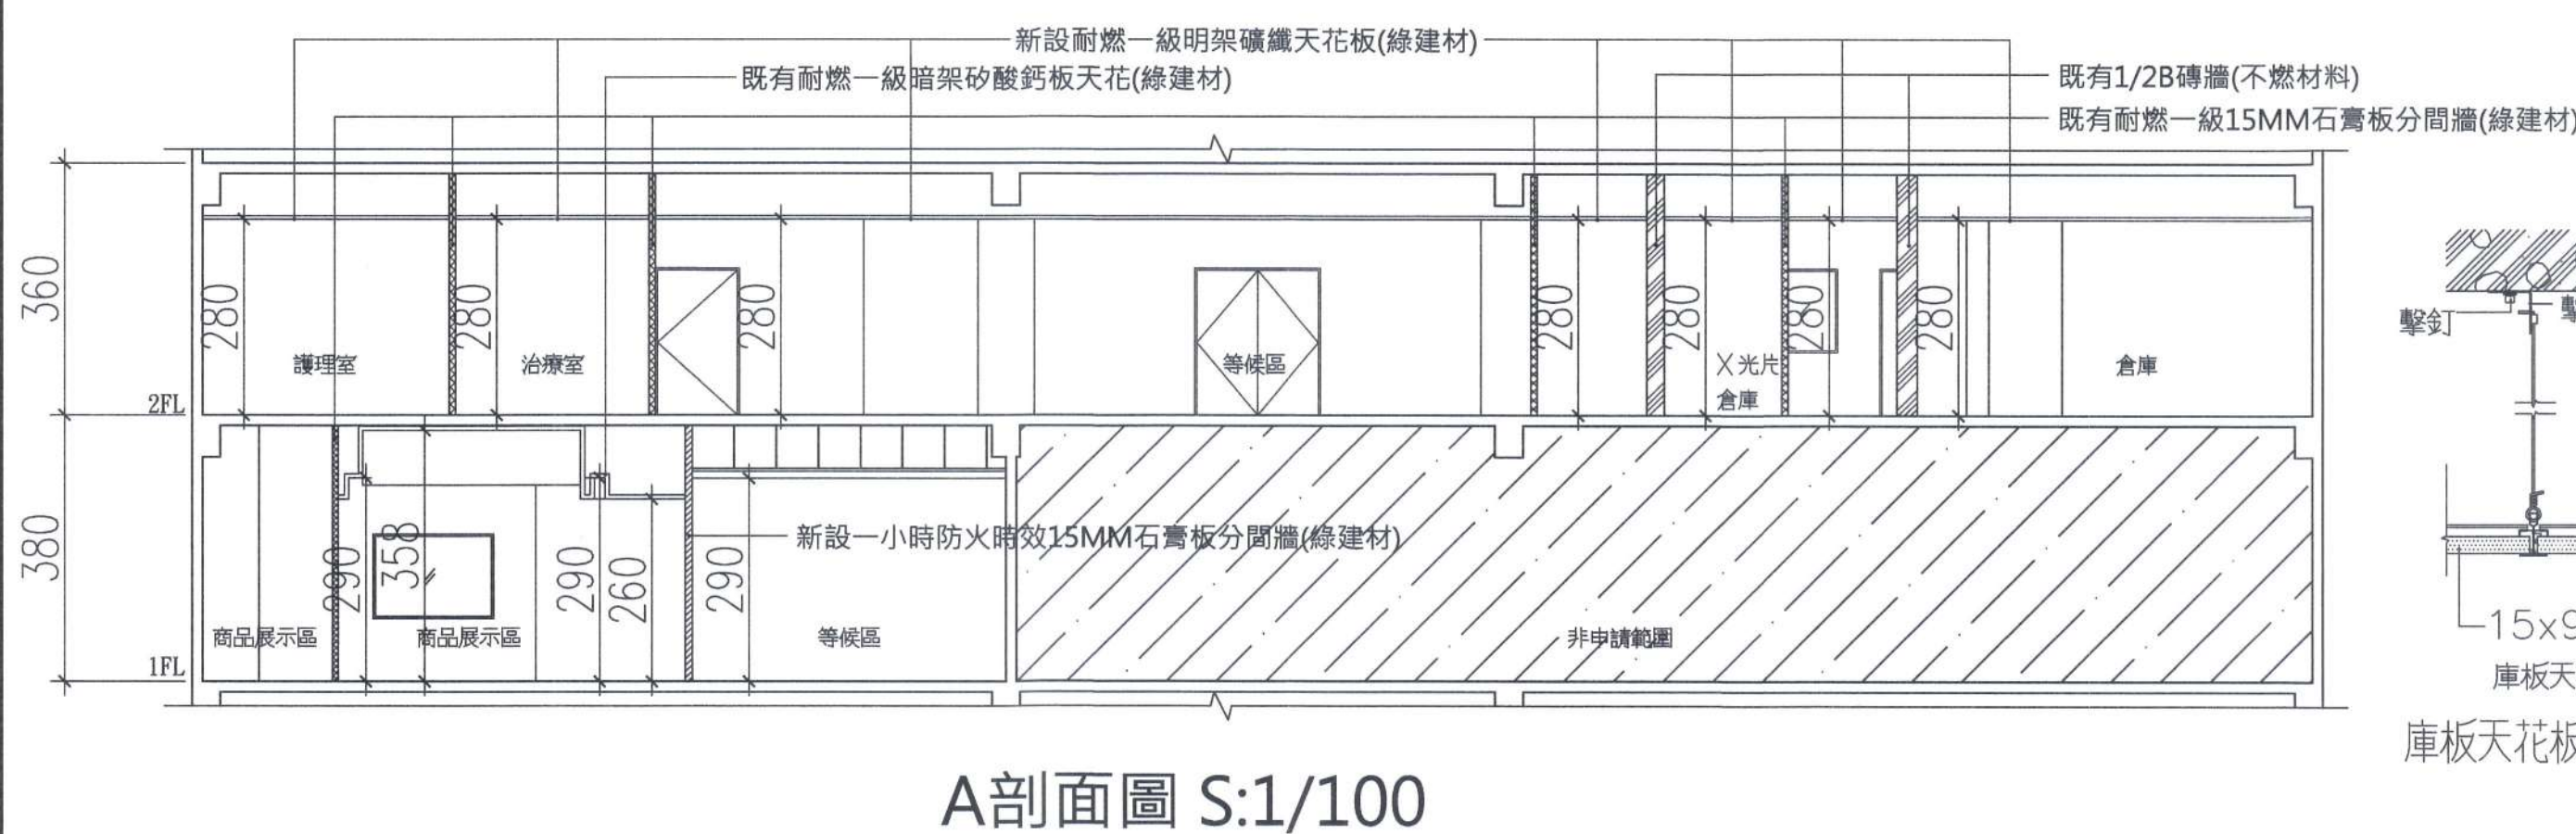 新設耐燃一級明架礦纖天花板(綠建材)
既有耐燃一級暗架矽酸鈣板天花(綠建材)
既有1/2B磚牆(不燃材料)
既有耐燃一級15MM石膏板分間牆(綠建材)
360
280
280
280
280
280
280
280
護理室
治療室
等候區
X光片
倉庫
倉庫
2FL
380
290
358
290
260
290
新設一小時防火時效15MM石膏板分間牆(綠建材)
商品展示區
商品展示區
等候區
非申請範圍
1FL
擊釘
15x9
庫板天
庫板天花板
A剖面圖 S:1/100